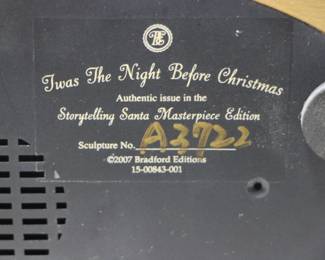 BE
Twas The Night Before Christmas
Authentic issue in the
Storytelling Santa Masterpiece Edition
Sculpture No. A3722
©2007 Bradford Editions
15-00843-001